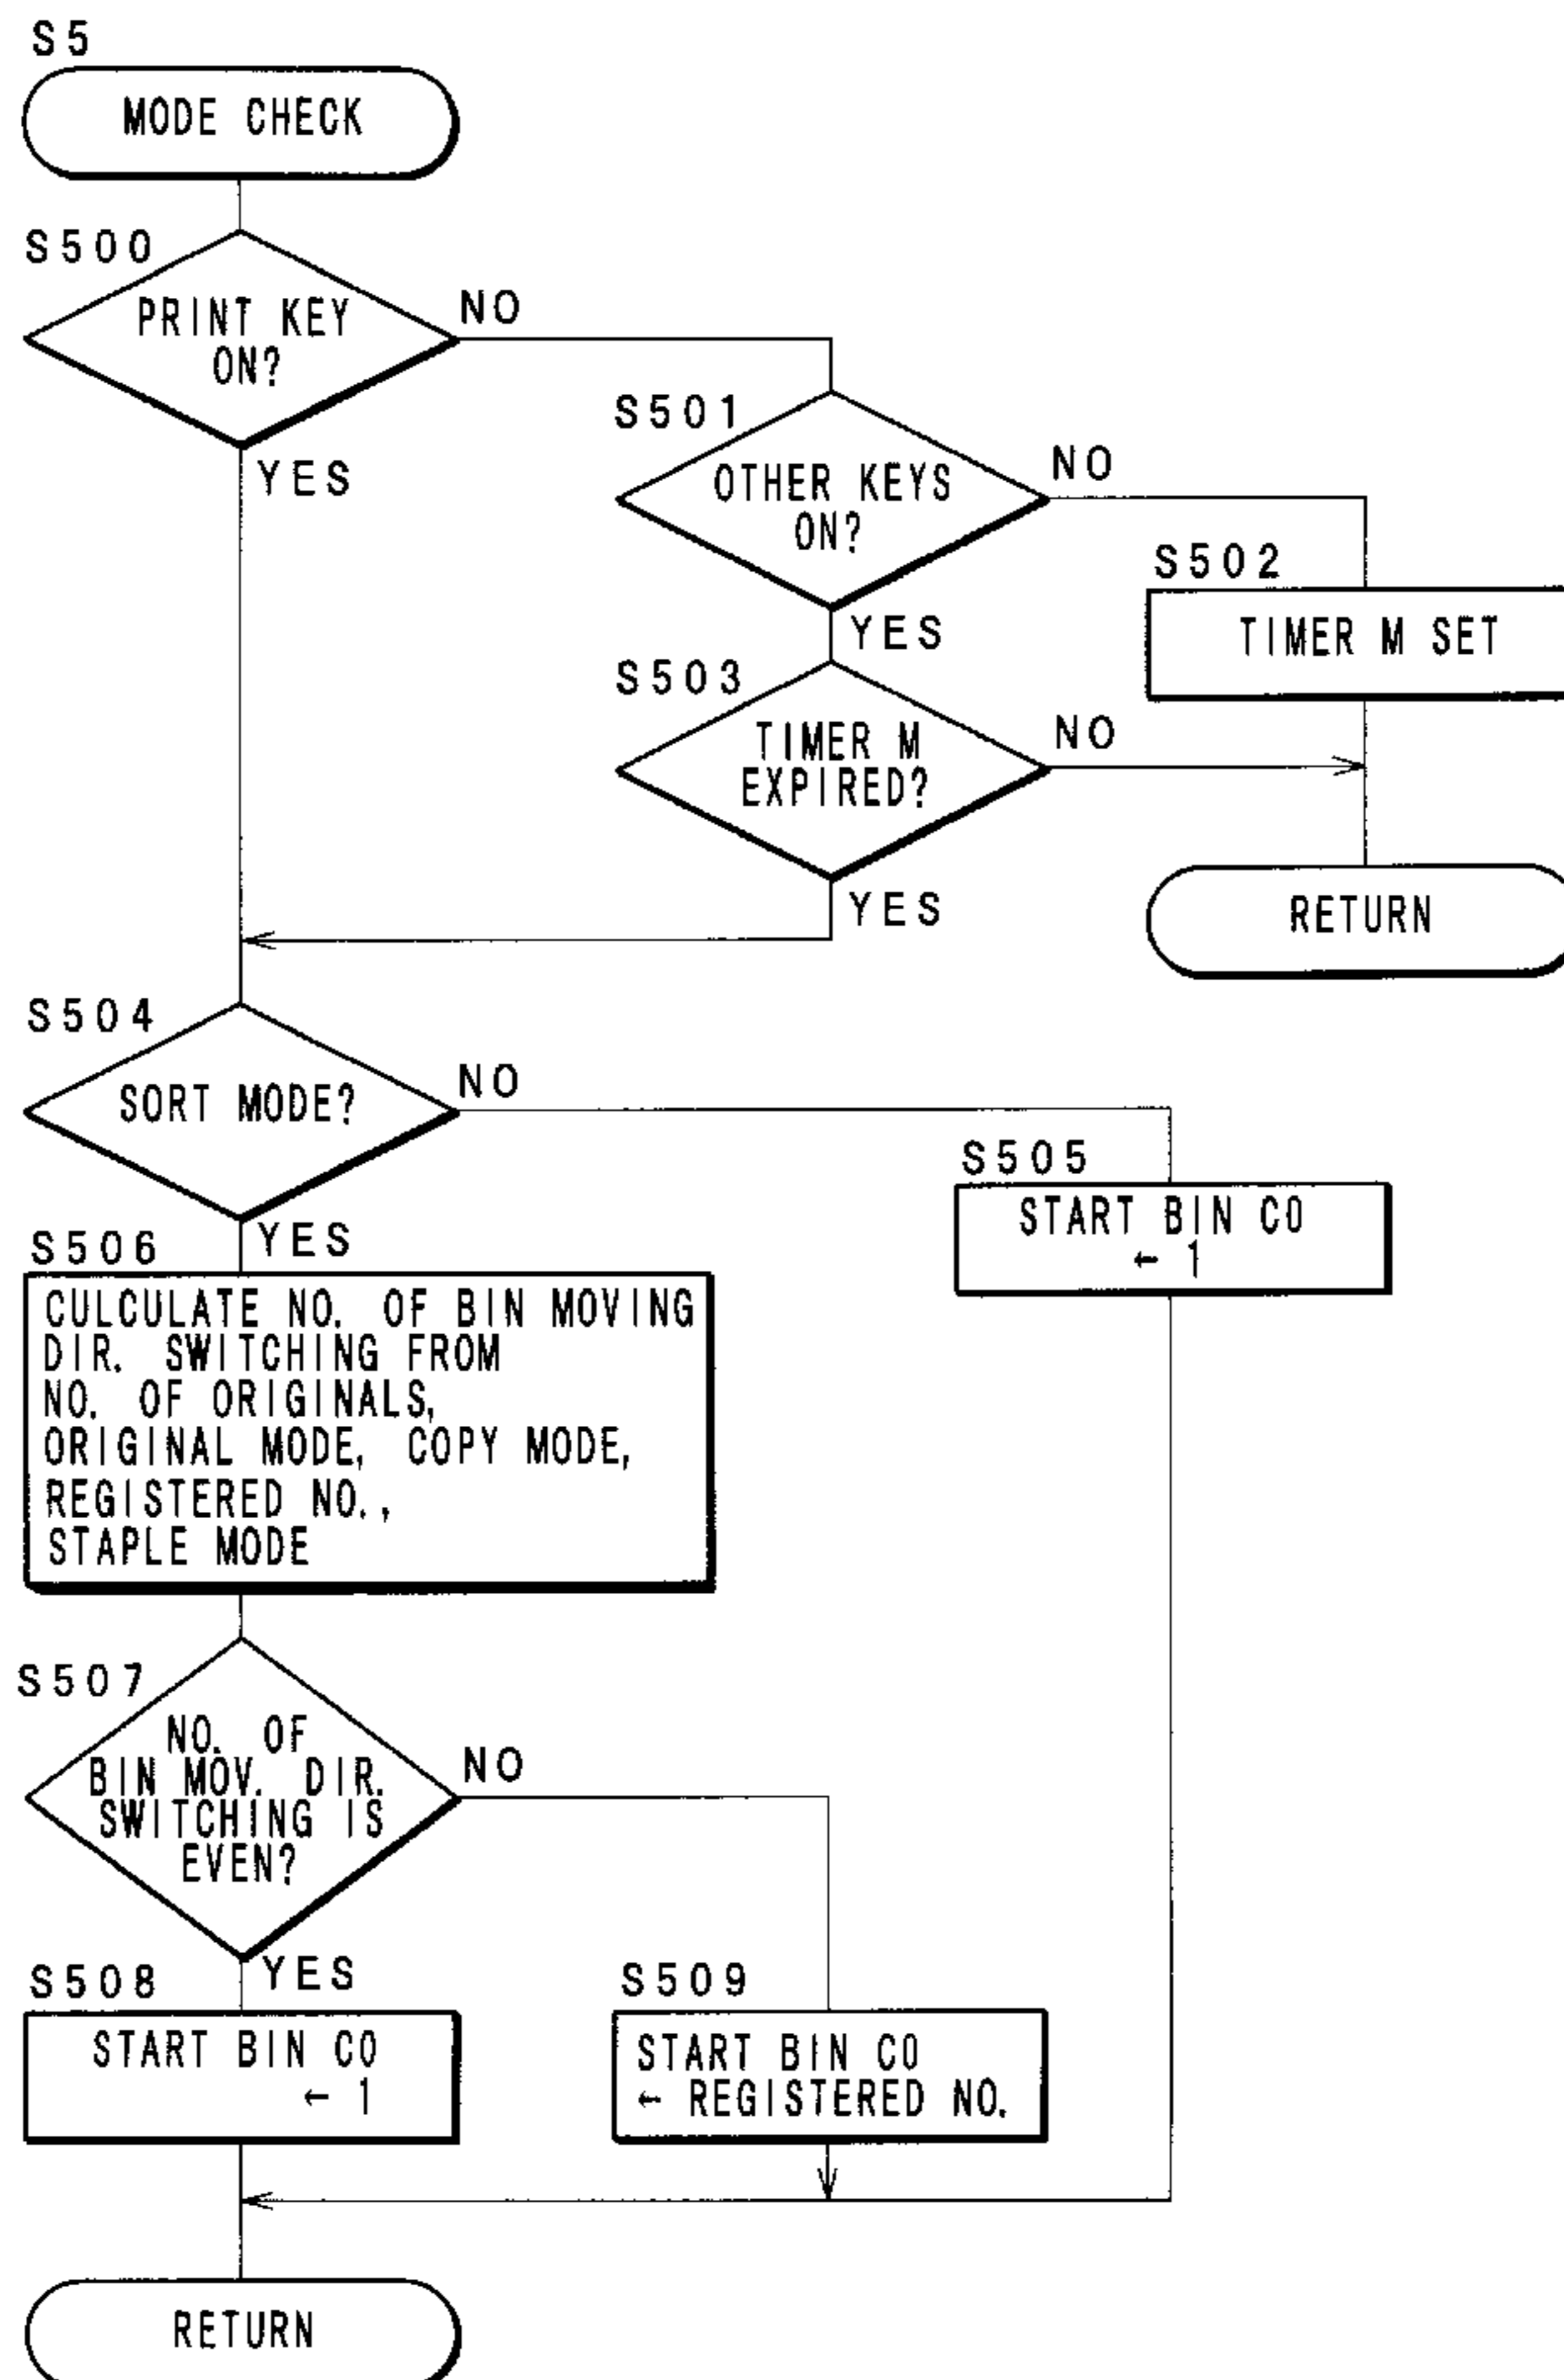 S5
MODE CHECK
S500
PRINT KEY
ON?
NO
YES
S501
OTHER KEYS
ON?
NO
YES
S502
TIMER M SET
S503
TIMER M
EXPIRED?
NO
YES
RETURN
S504
SORT MODE?
NO
YES
S505
START BIN C0
← 1
S506
CULCULATE NO. OF BIN MOVING
DIR. SWITCHING FROM
NO. OF ORIGINALS,
ORIGINAL MODE, COPY MODE,
REGISTERED NO.,
STAPLE MODE
S507
NO. OF
BIN MOV. DIR.
SWITCHING IS
EVEN?
NO
YES
S508
START BIN C0
← 1
S509
START BIN C0
← REGISTERED NO.
RETURN